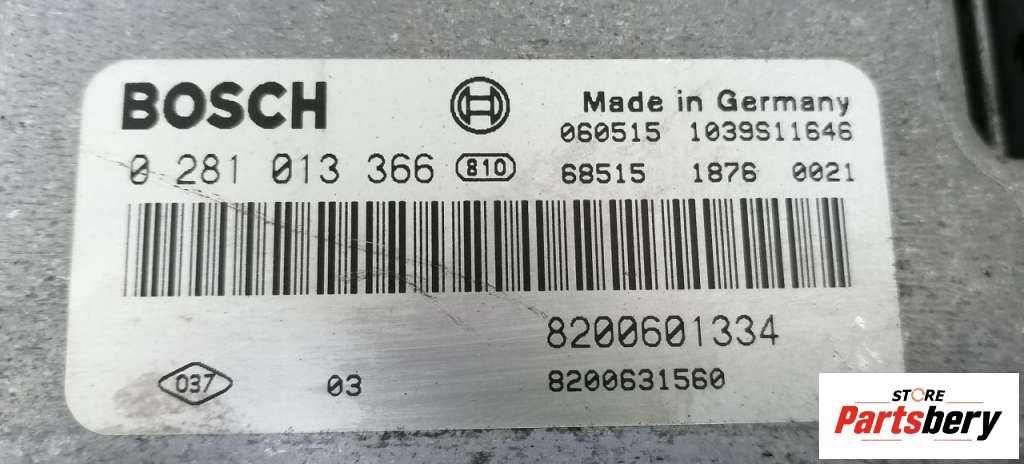 BOSCH
Made in Germany
060515 1039S11646
0 281 013 366 810
68515 1876 0021
8200601334
037 03 8200631560
STORE
Partsbery